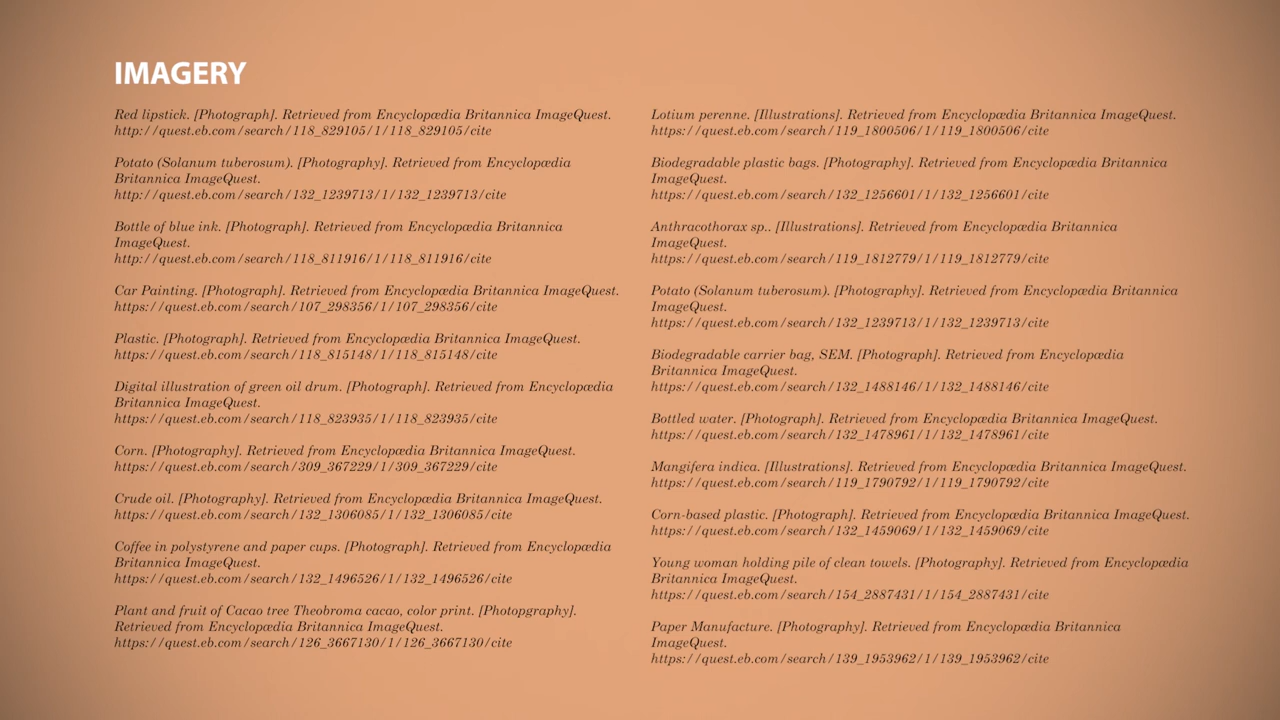 IMAGERY
Red lipstick. [Photograph]. Retrieved from Encyclopædia Britannica ImageQuest.
http://quest.eb.com/search/118_829105/1/118_829105/cite
Potato (Solanum tuberosum). [Photography]. Retrieved from Encyclopædia
Britannica ImageQuest.
http://quest.eb.com/search/132_1239713/1/132_1239713/cite
Bottle of blue ink. [Photograph]. Retrieved from Encyclopædia Britannica
ImageQuest.
http://quest.eb.com/search/118_811916/1/118_811916/cite
Car Painting. [Photograph]. Retrieved from Encyclopædia Britannica ImageQuest.
https://quest.eb.com/search/107_298356/1/107_298356/cite
Plastic. [Photograph]. Retrieved from Encyclopædia Britannica ImageQuest.
https://quest.eb.com/search/118_815148/1/118_815148/cite
Digital illustration of green oil drum. [Photograph]. Retrieved from Encyclopædia
Britannica ImageQuest.
https://quest.eb.com/search/118_823935/1/118_823935/cite
Corn. [Photography]. Retrieved from Encyclopædia Britannica ImageQuest.
https://quest.eb.com/search/309_367229/1/309_367229/cite
Crude oil. [Photography]. Retrieved from Encyclopædia Britannica ImageQuest.
https://quest.eb.com/search/132_1306085/1/132_1306085/cite
Coffee in polystyrene and paper cups. [Photograph]. Retrieved from Encyclopædia
Britannica ImageQuest.
https://quest.eb.com/search/132_1496526/1/132_1496526/cite
Plant and fruit of Cacao tree Theobroma cacao, color print. [Photopgraphy].
Retrieved from Encyclopædia Britannica ImageQuest.
https://quest.eb.com/search/126_3667130/1/126_3667130/cite
Lotium perenne. [Illustrations]. Retrieved from Encyclopædia Britannica ImageQuest.
https://quest.eb.com/search/119_1800506/1/119_1800506/cite
Biodegradable plastic bags. [Photography]. Retrieved from Encyclopædia Britannica
ImageQuest.
https://quest.eb.com/search/132_1256601/1/132_1256601/cite
Anthracothorax sp.. [Illustrations]. Retrieved from Encyclopædia Britannica
ImageQuest.
https://quest.eb.com/search/119_1812779/1/119_1812779/cite
Potato (Solanum tuberosum). [Photography]. Retrieved from Encyclopædia Britannica
ImageQuest.
https://quest.eb.com/search/132_1239713/1/132_1239713/cite
Biodegradable carrier bag, SEM. [Photograph]. Retrieved from Encyclopædia
Britannica ImageQuest.
https://quest.eb.com/search/132_1488146/1/132_1488146/cite
Bottled water. [Photograph]. Retrieved from Encyclopædia Britannica ImageQuest.
https://quest.eb.com/search/132_1478961/1/132_1478961/cite
Mangifera indica. [Illustrations]. Retrieved from Encyclopædia Britannica ImageQuest.
https://quest.eb.com/search/119_1790792/1/119_1790792/cite
Corn-based plastic. [Photograph]. Retrieved from Encyclopædia Britannica ImageQuest.
https://quest.eb.com/search/132_1459069/1/132_1459069/cite
Young woman holding pile of clean towels. [Photography]. Retrieved from Encyclopædia
Britannica ImageQuest.
https://quest.eb.com/search/154_2887431/1/154_2887431/cite
Paper Manufacture. [Photography]. Retrieved from Encyclopædia Britannica
ImageQuest.
https://quest.eb.com/search/139_1953962/1/139_1953962/cite